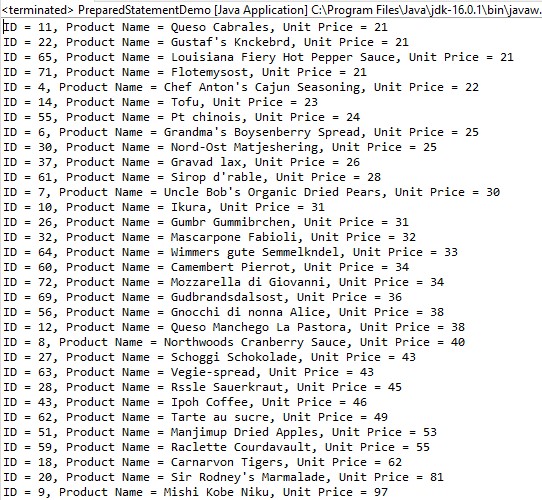 <terminated> PreparedStatementDemo [Java Application] C:\Program Files\Java\jdk-16.0.1\bin\javaw.
ID = 11, Product Name = Queso Cabrales, Unit Price = 21
ID = 22, Product Name = Gustaf's Knckebrd, Unit Price = 21
ID = 65, Product Name = Louisiana Fiery Hot Pepper Sauce, Unit Price = 21
ID = 71, Product Name = Flotemysost, Unit Price = 21
ID = 4, Product Name = Chef Anton's Cajun Seasoning, Unit Price = 22
ID = 14, Product Name = Tofu, Unit Price = 23
ID = 55, Product Name = Pt chinois, Unit Price = 24
ID = 6, Product Name = Grandma's Boysenberry Spread, Unit Price = 25
ID = 30, Product Name = Nord-Ost Matjeshering, Unit Price = 25
ID = 37, Product Name = Gravad lax, Unit Price = 26
ID = 61, Product Name = Sirop d'rable, Unit Price = 28
ID = 7, Product Name = Uncle Bob's Organic Dried Pears, Unit Price = 30
ID = 10, Product Name = Ikura, Unit Price = 31
ID = 26, Product Name = Gumbr Gummibrchen, Unit Price = 31
ID = 32, Product Name = Mascarpone Fabioli, Unit Price = 32
ID = 64, Product Name = Wimmers gute Semmelkndel, Unit Price = 33
ID = 60, Product Name = Camembert Pierrot, Unit Price = 34
ID = 72, Product Name = Mozzarella di Giovanni, Unit Price = 34
ID = 69, Product Name = Gudbrandsdalsost, Unit Price = 36
ID = 56, Product Name = Gnocchi di nonna Alice, Unit Price = 38
ID = 12, Product Name = Queso Manchego La Pastora, Unit Price = 38
ID = 8, Product Name = Northwoods Cranberry Sauce, Unit Price = 40
ID = 27, Product Name = Schoggi Schokolade, Unit Price = 43
ID = 63, Product Name = Vegie-spread, Unit Price = 43
ID = 28, Product Name = Rssle Sauerkraut, Unit Price = 45
ID = 43, Product Name = Ipoh Coffee, Unit Price = 46
ID = 62, Product Name = Tarte au sucre, Unit Price = 49
ID = 51, Product Name = Manjimup Dried Apples, Unit Price = 53
ID = 59, Product Name = Raclette Courdavault, Unit Price = 55
ID = 18, Product Name = Carnarvon Tigers, Unit Price = 62
ID = 20, Product Name = Sir Rodney's Marmalade, Unit Price = 81
ID = 9, Product Name = Mishi Kobe Niku, Unit Price = 97